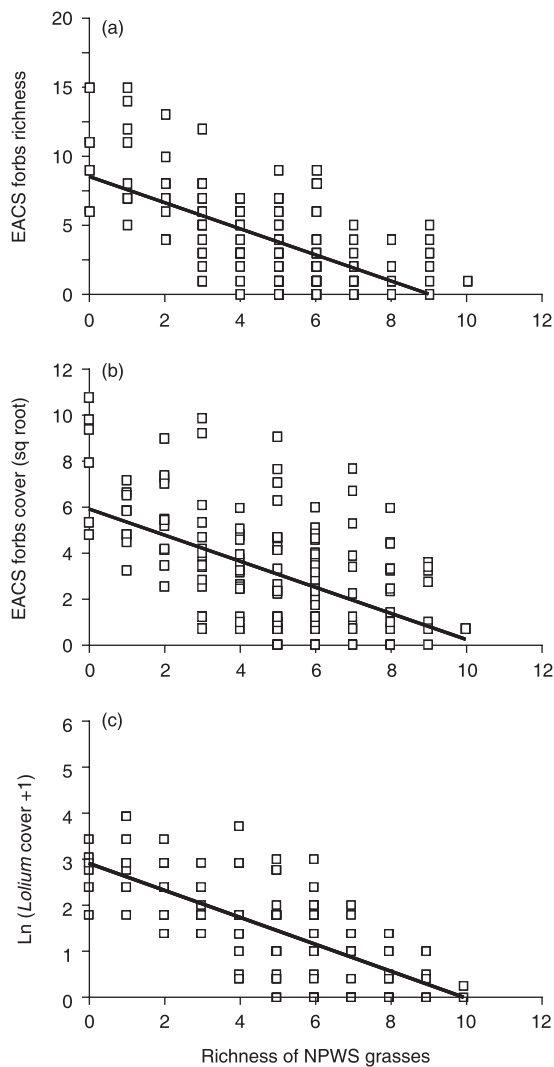 (a)
20
15
10
5
0
EACS forbs richness
0 2 4 6 8 10 12
(b)
12
10
8
6
4
2
0
EACS forbs cover (sq root)
0 2 4 6 8 10 12
(c)
6
5
4
3
2
1
0
Ln (Lolium cover +1)
0 2 4 6 8 10 12
Richness of NPWS grasses